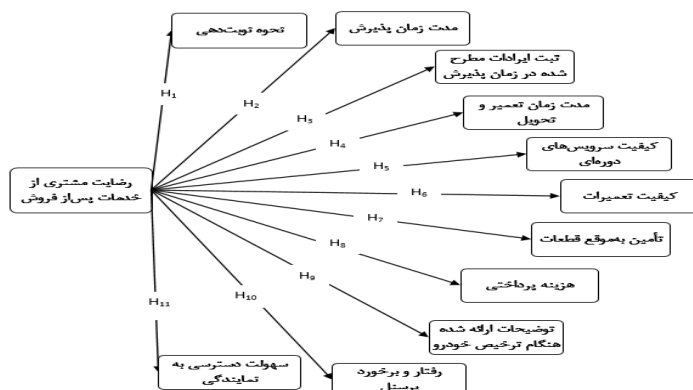 نحوه نوبت‌دهی
مدت زمان پذیرش
ثبت ایرادات مطرح
شده در زمان پذیرش
مدت زمان تعمیر و
تحویل
کیفیت سرویس‌های
دوره‌ای
کیفیت تعمیرات
تأمین به‌موقع قطعات
هزینه پرداختی
توضیحات ارائه شده
هنگام ترخیص خودرو
رفتار و برخورد
پرسنل
سهولت دسترسی به
نمایندگی
رضایت مشتری از
خدمات پس‌از فروش
H1
H2
H3
H4
H5
H6
H7
H8
H9
H10
H11